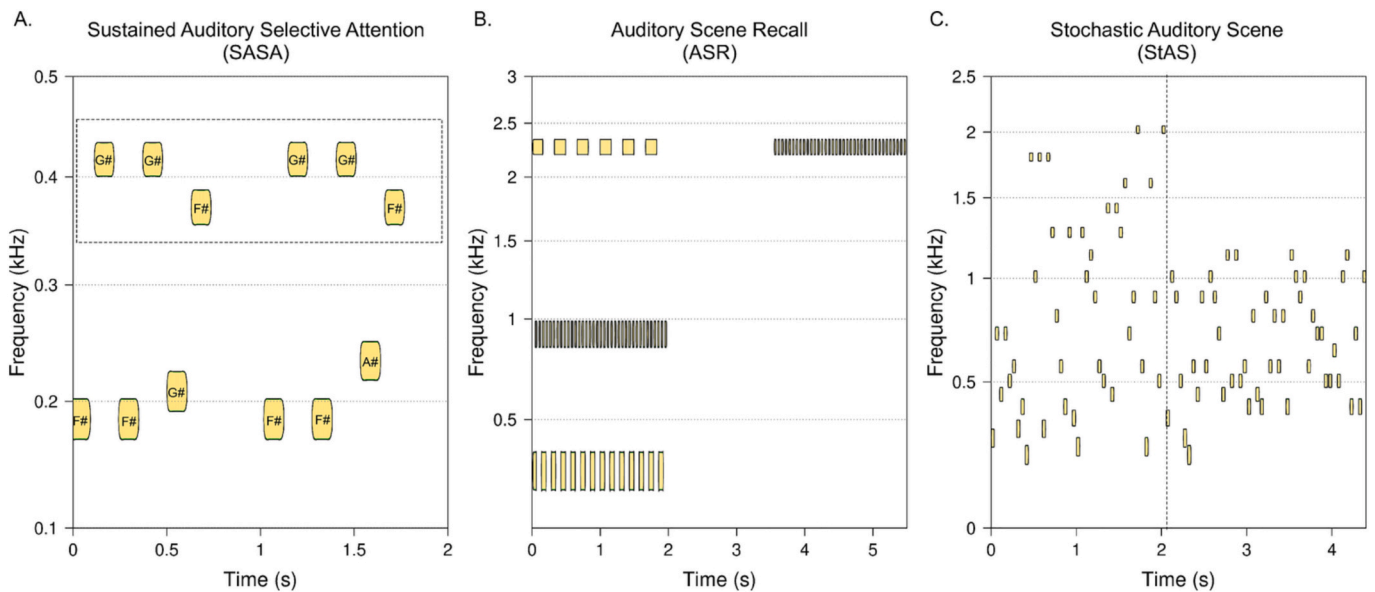 A.
Sustained Auditory Selective Attention
(SASA)
Frequency (kHz)
0.5
0.4
0.3
0.2
0.1
G# G# G# G#
F# F#
G# A#
F# F# F# F#
0 0.5 1 1.5 2
Time (s)
B.
Auditory Scene Recall
(ASR)
Frequency (kHz)
3
2.5
2
1.5
1
0.5
0 1 2 3 4 5
Time (s)
C.
Stochastic Auditory Scene
(StAS)
Frequency (kHz)
2.5
2
1.5
1
0.5
0
0 1 2 3 4
Time (s)